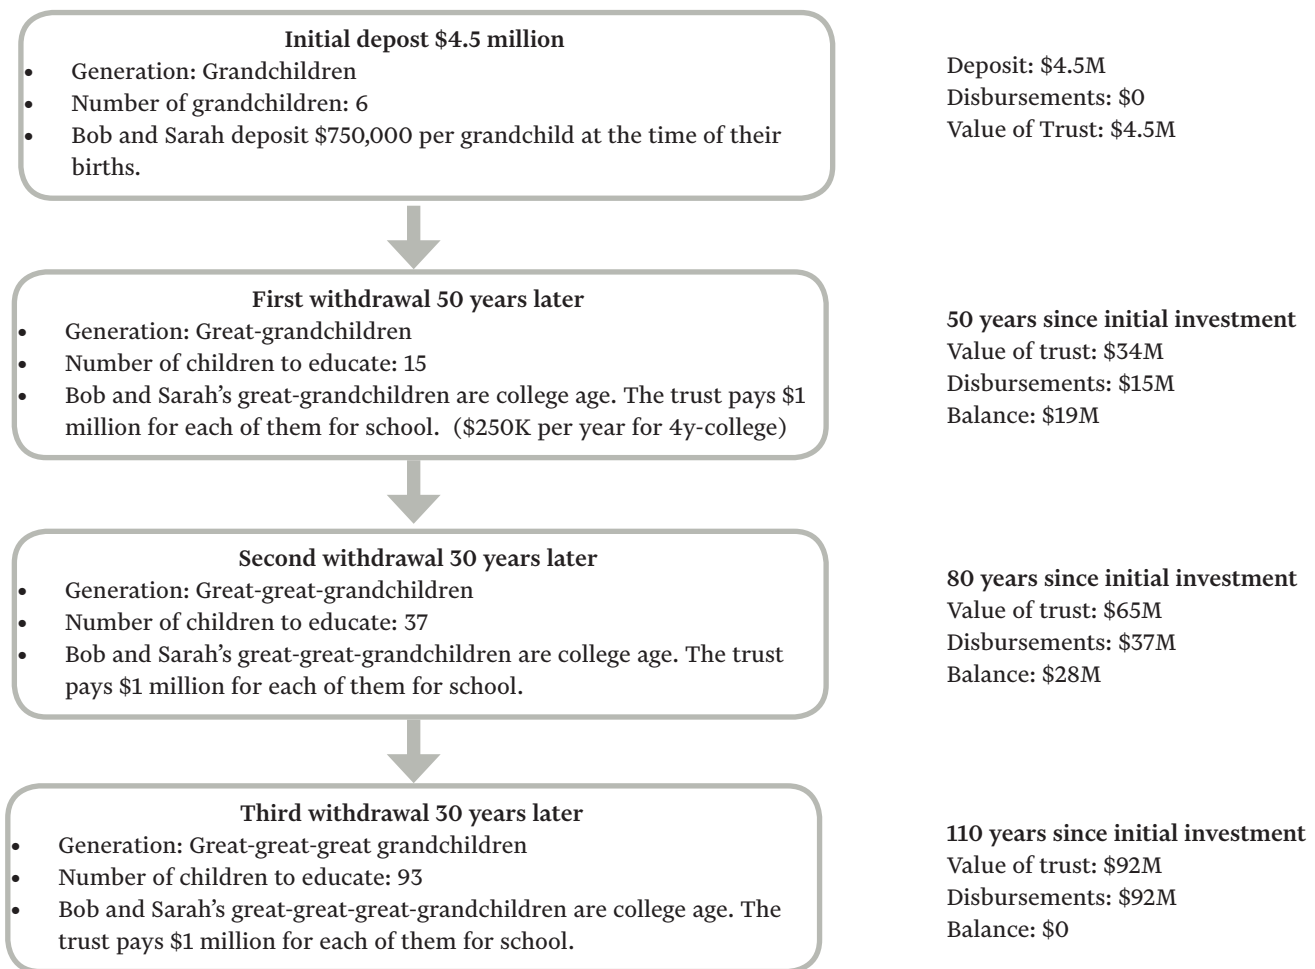 Initial depost $4.5 million
• Generation: Grandchildren
• Number of grandchildren: 6
• Bob and Sarah deposit $750,000 per grandchild at the time of their
births.
Deposit: $4.5M
Disbursements: $0
Value of Trust: $4.5M
First withdrawal 50 years later
• Generation: Great-grandchildren
• Number of children to educate: 15
• Bob and Sarah’s great-grandchildren are college age. The trust pays $1
million for each of them for school.  ($250K per year for 4y-college)
50 years since initial investment
Value of trust: $34M
Disbursements: $15M
Balance: $19M
Second withdrawal 30 years later
• Generation: Great-great-grandchildren
• Number of children to educate: 37
• Bob and Sarah’s great-great-grandchildren are college age. The trust
pays $1 million for each of them for school.
80 years since initial investment
Value of trust: $65M
Disbursements: $37M
Balance: $28M
Third withdrawal 30 years later
• Generation: Great-great-great grandchildren
• Number of children to educate: 93
• Bob and Sarah’s great-great-great-grandchildren are college age. The
trust pays $1 million for each of them for school.
110 years since initial investment
Value of trust: $92M
Disbursements: $92M
Balance: $0